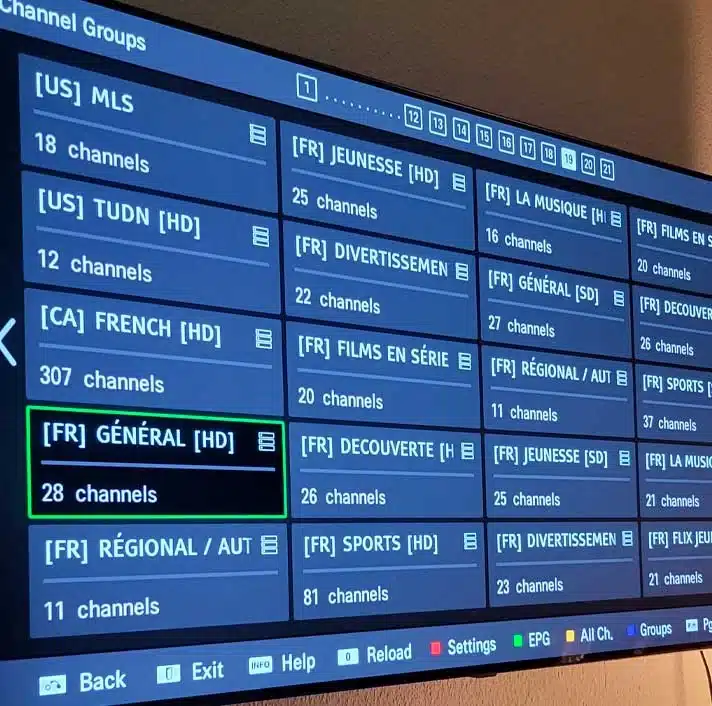 Channel Groups
1 .......... 12 13 14 15 16 17 18 19 20 21
[US] MLS
18 channels
[US] TUDN [HD]
12 channels
[CA] FRENCH [HD]
307 channels
[FR] GÉNÉRAL [HD]
28 channels
[FR] RÉGIONAL / AUT
11 channels
[FR] JEUNESSE [HD]
25 channels
[FR] DIVERTISSEMEN
22 channels
[FR] FILMS EN SÉRIE
20 channels
[FR] DECOUVERTE [H
26 channels
[FR] SPORTS [HD]
81 channels
[FR] LA MUSIQUE [H
16 channels
[FR] GÉNÉRAL [SD]
27 channels
[FR] RÉGIONAL / AUT
11 channels
[FR] JEUNESSE [SD]
25 channels
[FR] DIVERTISSEMEN
23 channels
[FR] FILMS EN S
20 channels
[FR] DECOUVER
26 channels
[FR] SPORTS [
37 channels
[FR] LA MUSIC
21 channels
[FR] FLIX JEU
21 channels
Back Exit INFO Help 0 Reload Settings EPG All Ch. Groups